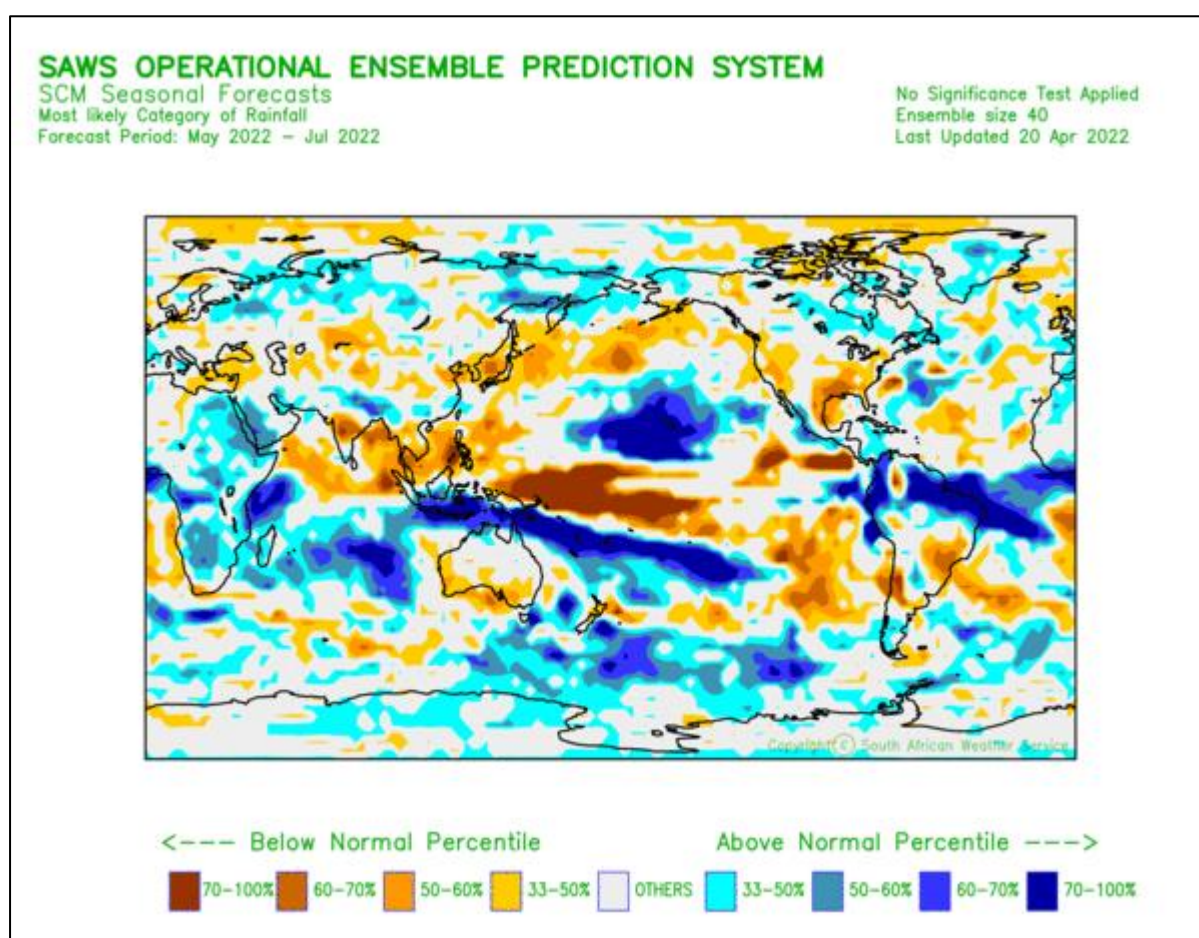 SAWS OPERATIONAL ENSEMBLE PREDICTION SYSTEM
SCM Seasonal Forecasts
Most likely Category of Rainfall
Forecast Period: May 2022 – Jul 2022
No Significance Test Applied
Ensemble size 40
Last Updated 20 Apr 2022
Copyright © South African Weather Service
<--- Below Normal Percentile
Above Normal Percentile --->
70-100% 60-70% 50-60% 33-50% OTHERS 33-50% 50-60% 60-70% 70-100%